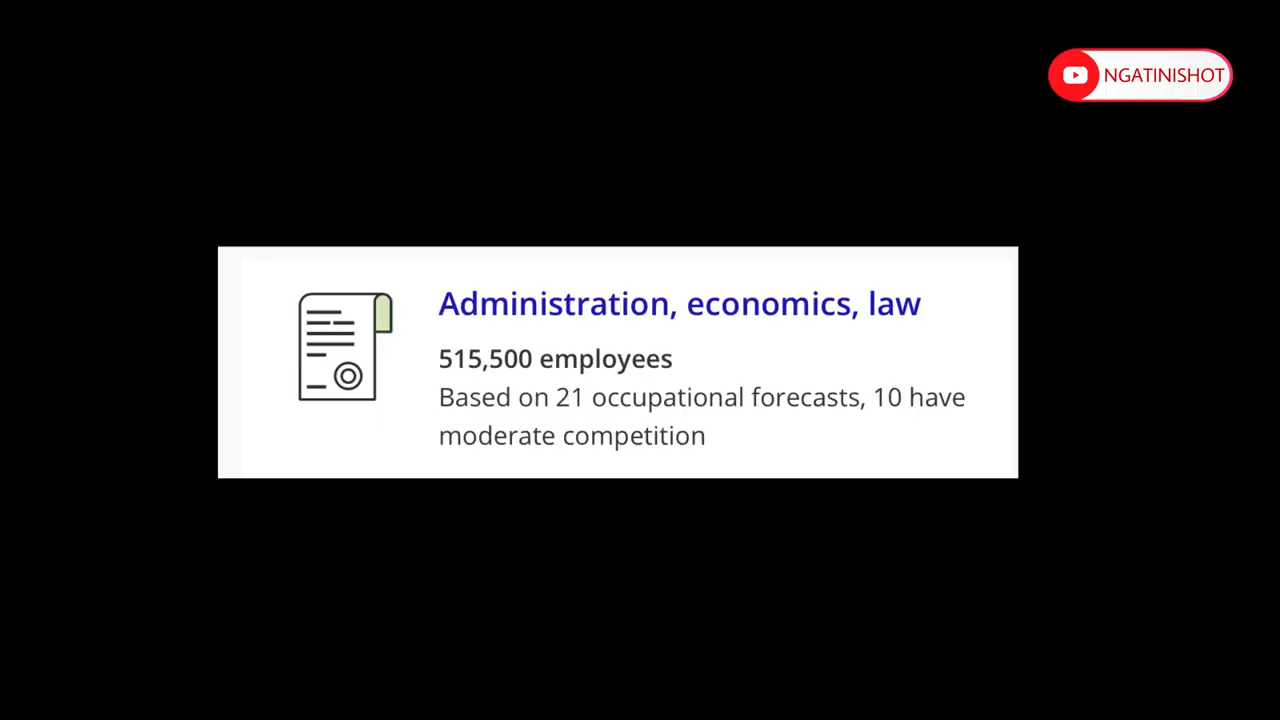 NGATINISHOT
Administration, economics, law
515,500 employees
Based on 21 occupational forecasts, 10 have
moderate competition